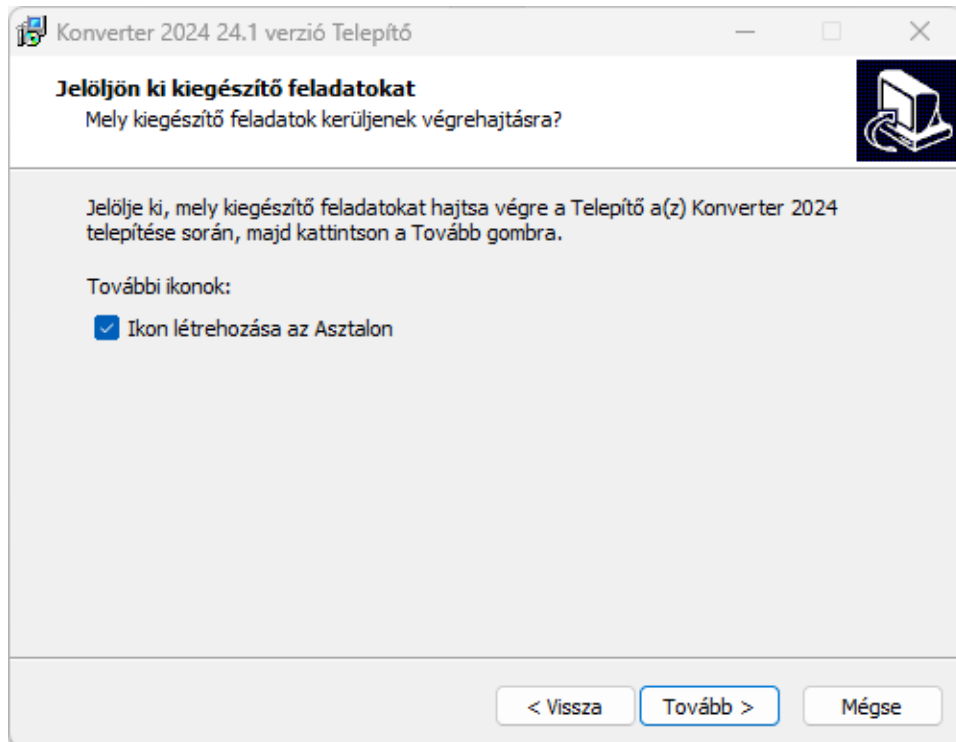 Konverter 2024 24.1 verzió Telepítő
Jelöljön ki kiegészítő feladatokat
Mely kiegészítő feladatok kerüljenek végrehajtásra?
Jelölje ki, mely kiegészítő feladatokat hajtsa végre a Telepítő a(z) Konverter 2024
telepítése során, majd kattintson a Tovább gombra.
További ikonok:
Ikon létrehozása az Asztalon
< Vissza
Tovább >
Mégse